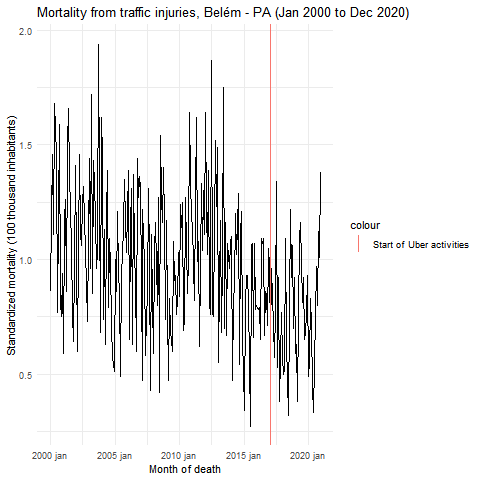 Mortality from traffic injuries, Belém - PA (Jan 2000 to Dec 2020)
Standardized mortality (100 thousand inhabitants)
2.0
1.5
1.0
0.5
2000 jan 2005 jan 2010 jan 2015 jan 2020 jan
Month of death
colour
Start of Uber activities